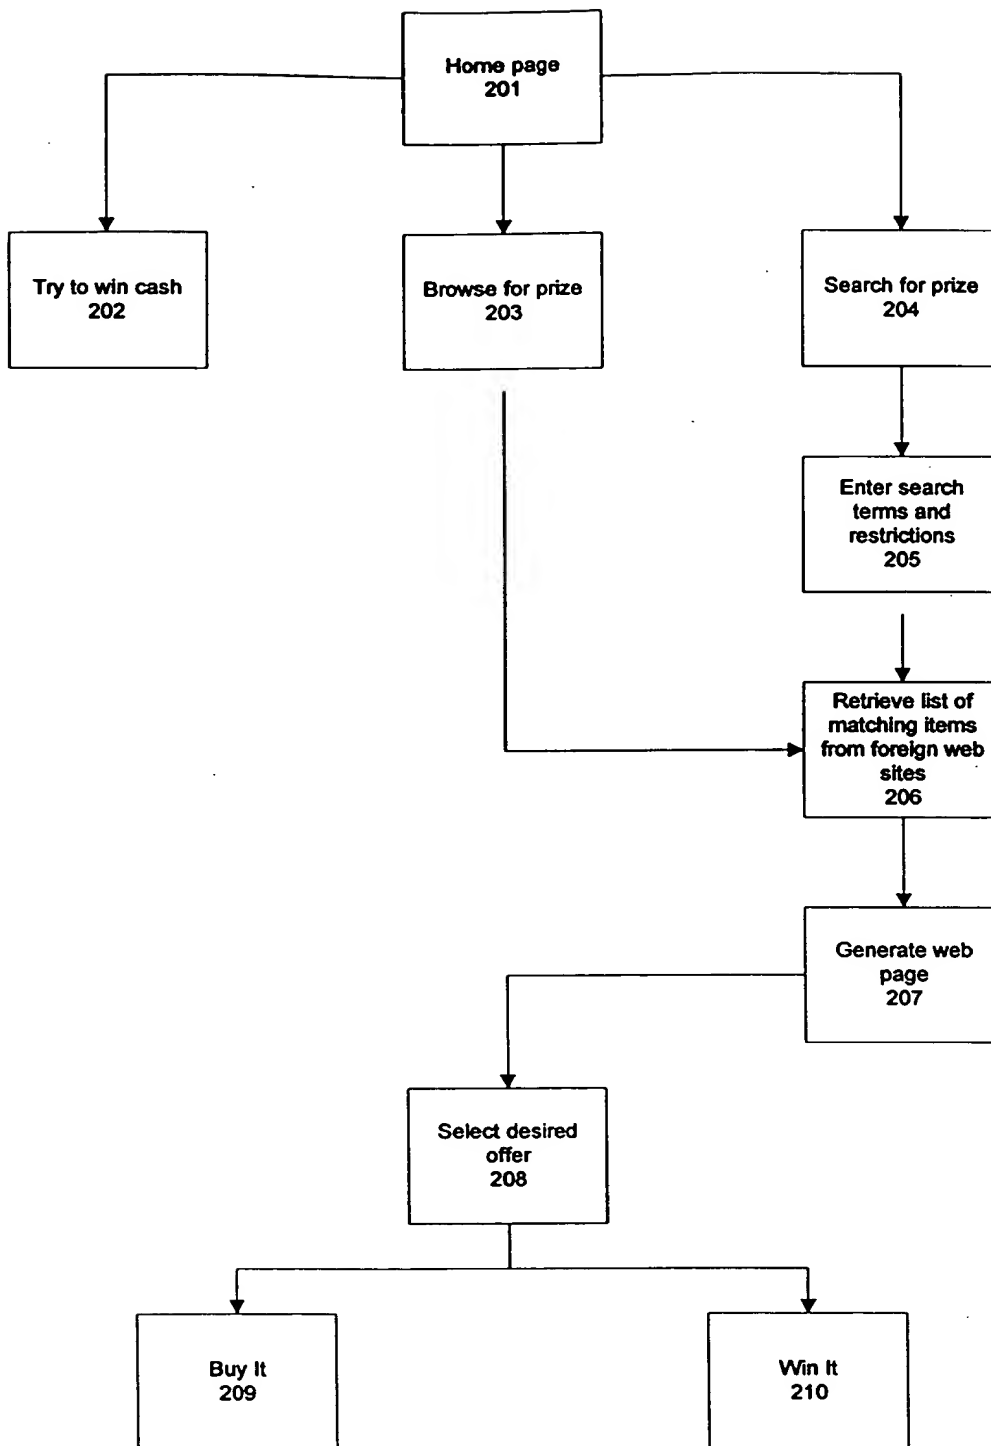 Home page
201
Try to win cash
202
Browse for prize
203
Search for prize
204
Enter search
terms and
restrictions
205
Retrieve list of
matching items
from foreign web
sites
206
Generate web
page
207
Select desired
offer
208
Buy It
209
Win It
210